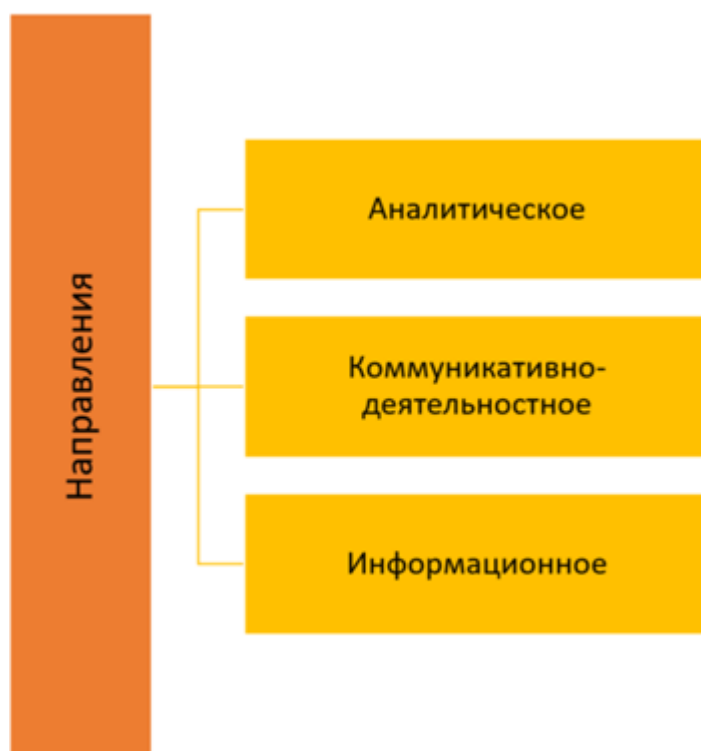 Направления
Аналитическое
Коммуникативно-
деятельностное
Информационное